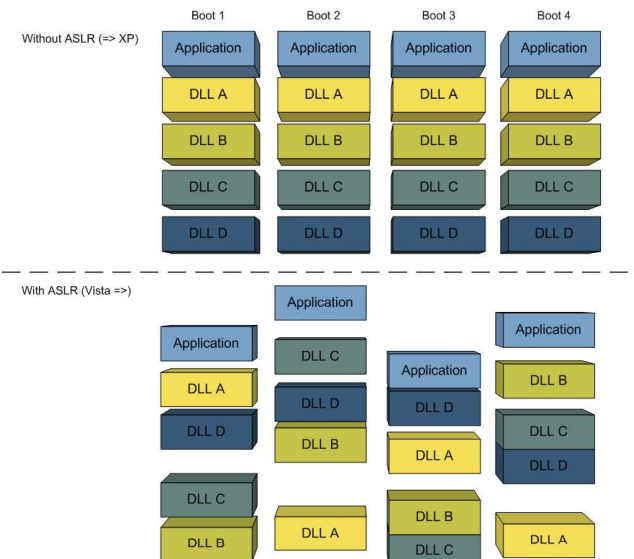 Boot 1 Boot 2 Boot 3 Boot 4
Without ASLR (=> XP)
Application Application Application Application
DLL A DLL A DLL A DLL A
DLL B DLL B DLL B DLL B
DLL C DLL C DLL C DLL C
DLL D DLL D DLL D DLL D
With ASLR (Vista =>)
Application
DLL A
DLL D
DLL C
DLL B
Application
DLL C
DLL D
DLL B
DLL A
Application
DLL D
DLL A
DLL B
DLL C
Application
DLL B
DLL C
DLL D
DLL A